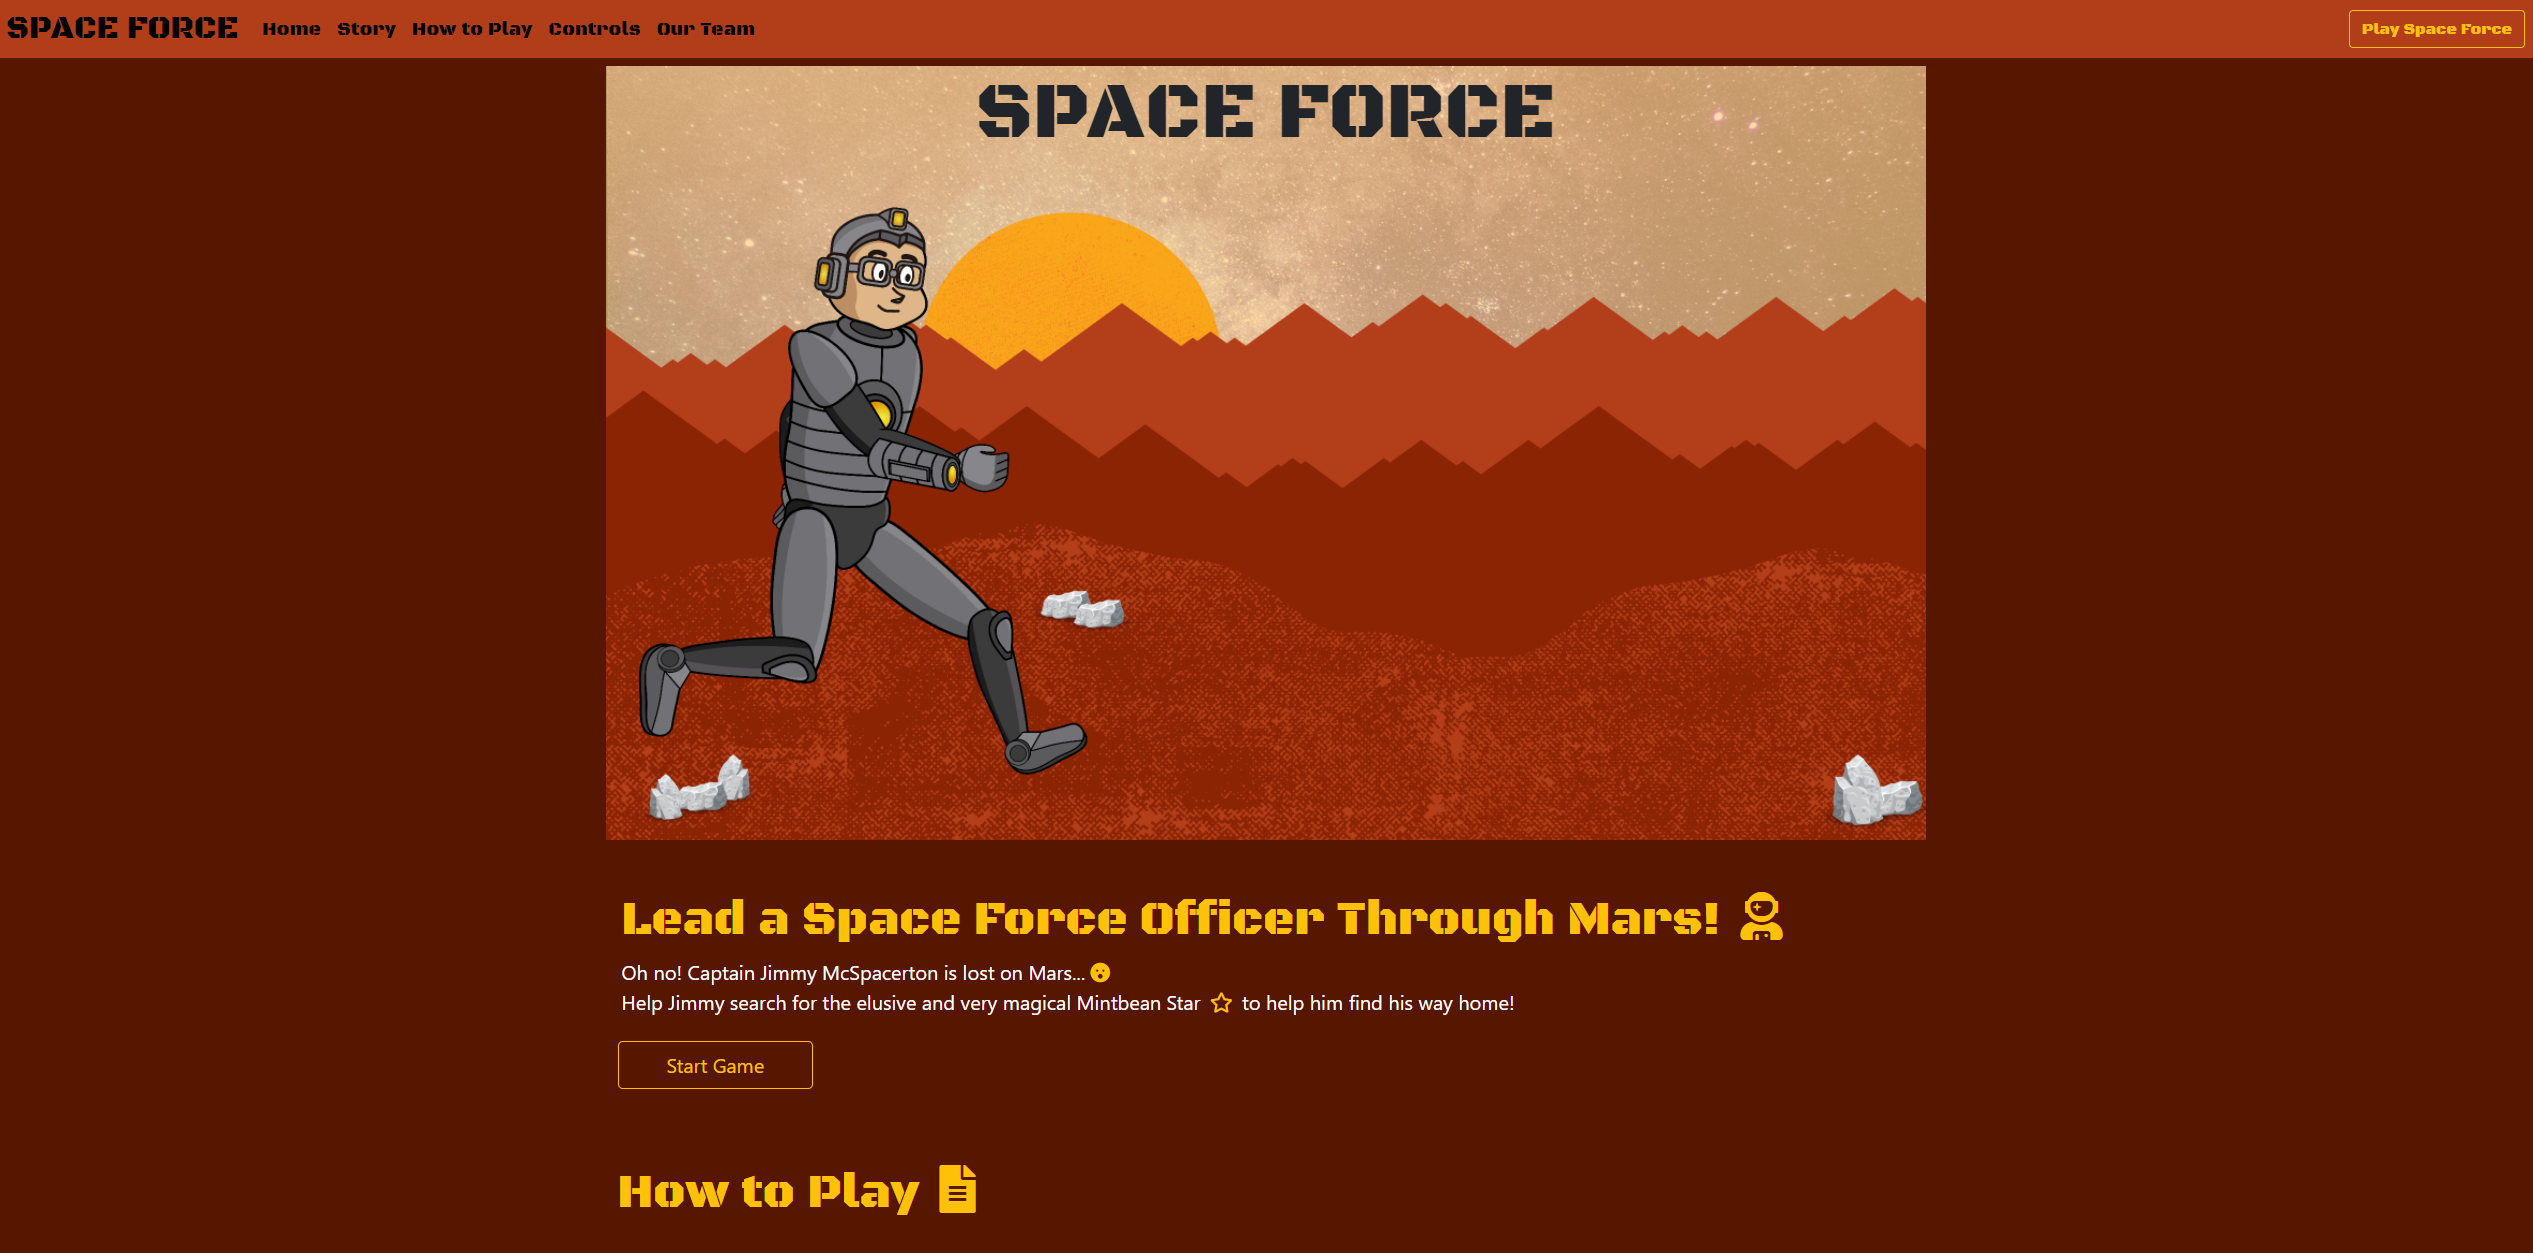 SPACE FORCE Home Story How to Play Controls Our Team Play Space Force
SPACE FORCE
Lead a Space Force Officer Through Mars!
Oh no! Captain Jimmy McSpacerton is lost on Mars...
Help Jimmy search for the elusive and very magical Mintbean Star to help him find his way home!
Start Game
How to Play